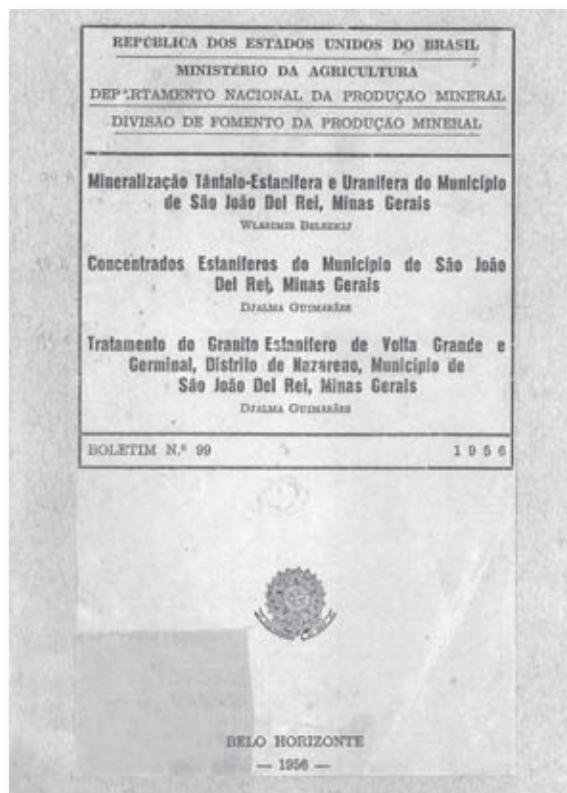 REPÚBLICA DOS ESTADOS UNIDOS DO BRASIL
MINISTÉRIO DA AGRICULTURA
DEPARTAMENTO NACIONAL DA PRODUÇÃO MINERAL
DIVISÃO DE FOMENTO DA PRODUÇÃO MINERAL
Mineralização Tântalo-Estanífera e Uranífera do Município
de São João Del Rei, Minas Gerais
WLADIMIR
Concentrados Estaníferos do Município de São João
Del Rei, Minas Gerais
DJALMA GUIMARÃES
Tratamento do Granito Estanífero de Volta Grande e
Germinal, Distrito de Nazareno, Município de
São João Del Rei, Minas Gerais
DJALMA GUIMARÃES
BOLETIM N.º 99 1956
BELO HORIZONTE
— 1956 —